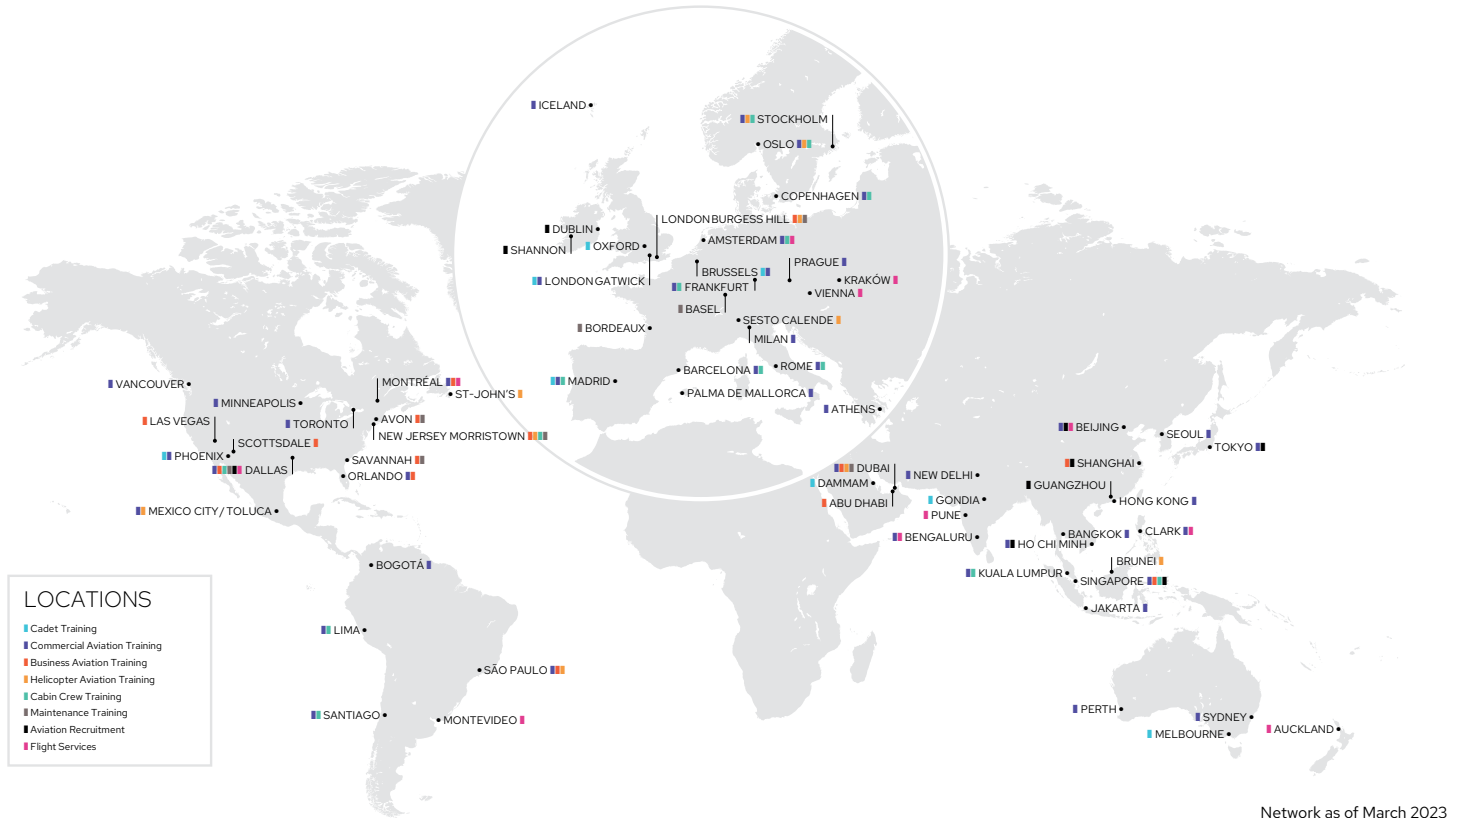 ICELAND
STOCKHOLM
OSLO
COPENHAGEN
LONDON BURGESS HILL
DUBLIN
AMSTERDAM
SHANNON
OXFORD
PRAGUE
BRUSSELS
LONDON GATWICK
KRAKÓW
FRANKFURT
VIENNA
BASEL
SESTO CALENDE
BORDEAUX
MILAN
ROME
BARCELONA
MADRID
PALMA DE MALLORCA
ATHENS
VANCOUVER
MONTRÉAL
ST-JOHN'S
MINNEAPOLIS
LAS VEGAS
TORONTO
AVON
NEW JERSEY MORRISTOWN
SCOTTSDALE
PHOENIX
SAVANNAH
DALLAS
ORLANDO
MEXICO CITY / TOLUCA
BEIJING
SEOUL
TOKYO
DUBAI
NEW DELHI
SHANGHAI
DAMMAM
GUANGZHOU
ABU DHABI
GONDIA
HONG KONG
PUNE
BENGALURU
BANGKOK
CLARK
HO CHI MINH
BRUNEI
KUALA LUMPUR
SINGAPORE
JAKARTA
BOGOTÁ
LIMA
SÃO PAULO
SANTIAGO
MONTEVIDEO
PERTH
SYDNEY
MELBOURNE
AUCKLAND
LOCATIONS
Cadet Training
Commercial Aviation Training
Business Aviation Training
Helicopter Aviation Training
Cabin Crew Training
Maintenance Training
Aviation Recruitment
Flight Services
Network as of March 2023